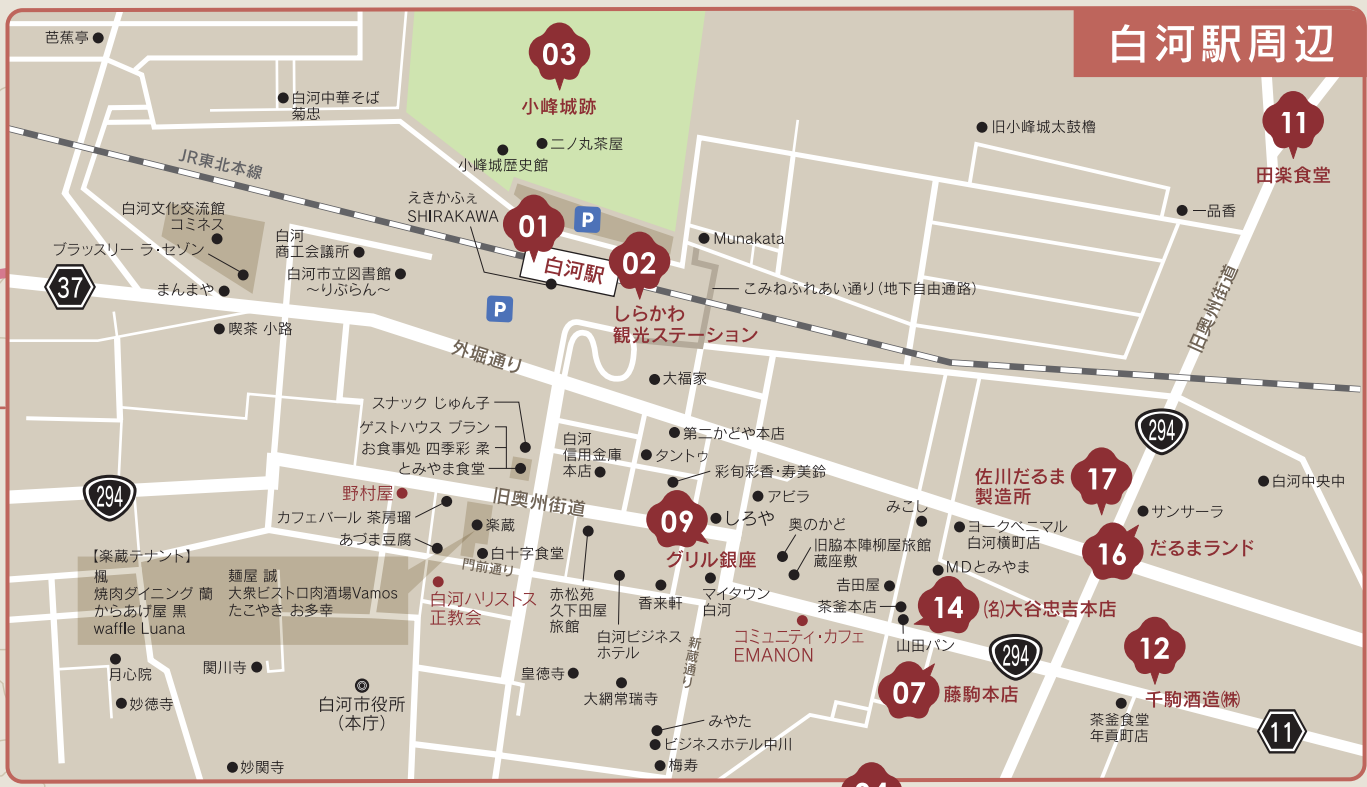 白河駅周辺
芭蕉亭
03
小峰城跡
11
田楽食堂
白河中華そば
菊忠
二ノ丸茶屋
小峰城歴史館
旧小峰城太鼓櫓
JR東北本線
えきかふぇ
SHIRAKAWA
01
P
白河駅
02
しらかわ
観光ステーション
Munakata
一品香
白河文化交流館
コミネス
ブラッスリー ラ・セゾン
まんまや
白河
商工会議所
白河市立図書館
〜りぶらん〜
37
P
こみねふれあい通り(地下自由通路)
旧奥州街道
喫茶 小路
外堀通り
大福家
スナック じゅん子
ゲストハウス ブラン
お食事処 四季彩 柔
とみやま食堂
白河
信用金庫
本店
第二かどや本店
タントゥ
彩旬彩香・寿美鈴
294
294
野村屋
旧奥州街道
カフェバール 茶房瑠
あづま豆腐
楽蔵
白十字食堂
門前通り
09
グリル銀座
アピラ
しろや
奥のかど
旧脇本陣柳屋旅館
蔵座敷
みこし
ヨークベニマル
白河横町店
佐川だるま
製造所
17
サンサーラ
白河中央中
16
だるまランド
MDとみやま
𠮷田屋
茶釜本店
14
(名)大谷忠吉本店
山田パン
【楽蔵テナント】
楓
焼肉ダイニング 蘭
からあげ屋 黒
waffle Luana
麺屋 誠
大衆ビストロ肉酒場Vamos
たこやき お多幸
白河ハリストス
正教会
赤松苑
久下田屋
旅館
白河ビジネス
ホテル
香来軒
マイタウン
白河
コミュニティ・カフェ
EMANON
新蔵通り
294
07
藤駒本店
12
千駒酒造㈱
茶釜食堂
年貢町店
11
月心院
妙徳寺
関川寺
白河市役所
(本庁)
皇徳寺
大網常瑞寺
みやた
ビジネスホテル中川
梅寿
妙関寺